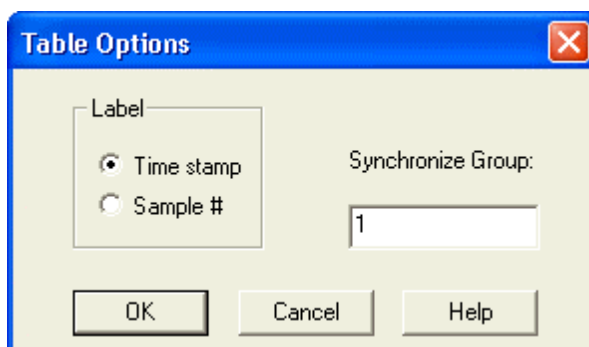 Table Options
Label
Time stamp
Sample #
Synchronize Group:
1
OK Cancel Help